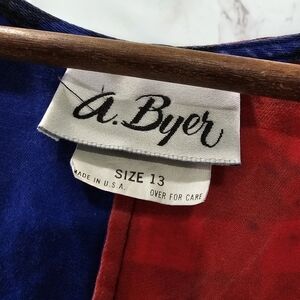 a. Byer
SIZE 13
MADE IN U.S.A. OVER FOR CARE